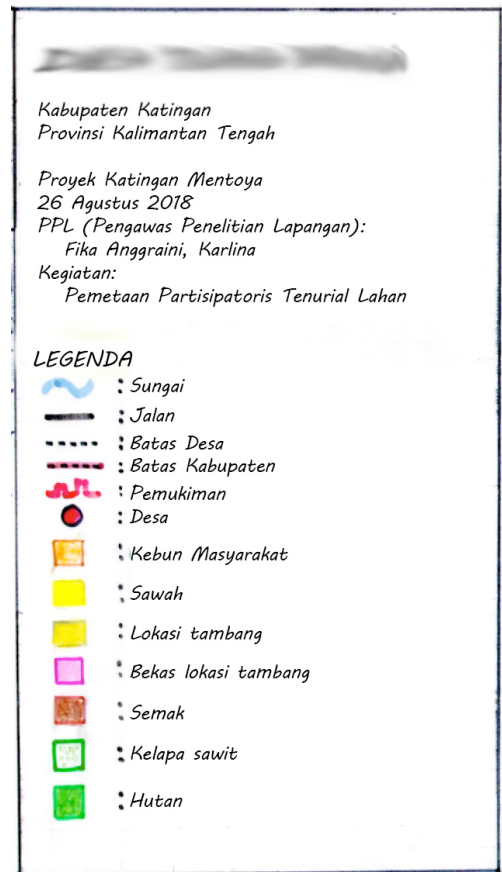 Kabupaten Katingan
Provinsi Kalimantan Tengah
Proyek Katingan Mentoya
26 Agustus 2018
PPL (Pengawas Penelitian Lapangan):
Fika Anggraini, Karlina
Kegiatan:
Pemetaan Partisipatoris Tenurial Lahan
LEGENDA
: Sungai
: Jalan
: Batas Desa
: Batas Kabupaten
: Pemukiman
: Desa
: Kebun Masyarakat
: Sawah
: Lokasi tambang
: Bekas lokasi tambang
: Semak
: Kelapa sawit
: Hutan